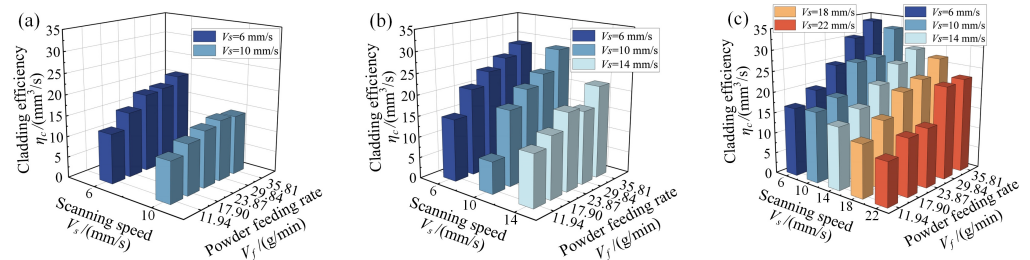 (a)
Vs=6 mm/s
Vs=10 mm/s
Cladding efficiency
ηc/(mm³/s)
35
30
25
20
15
10
5
0
6
10
Scanning speed
Vs/(mm/s)
11.94
17.90
23.87
29.84
35.81
Powder feeding rate
Vf/(g/min)
(b)
Vs=6 mm/s
Vs=10 mm/s
Vs=14 mm/s
Cladding efficiency
ηc/(mm³/s)
35
30
25
20
15
10
5
0
6
10
14
Scanning speed
Vs/(mm/s)
11.94
17.90
23.87
29.84
35.81
Powder feeding rate
Vf/(g/min)
(c)
Vs=18 mm/s
Vs=22 mm/s
Vs=6 mm/s
Vs=10 mm/s
Vs=14 mm/s
Cladding efficiency
ηc/(mm³/s)
35
30
25
20
15
10
5
0
6
10
14
18
22
Scanning speed
Vs/(mm/s)
11.94
17.90
23.87
29.84
35.81
Powder feeding rate
Vf/(g/min)